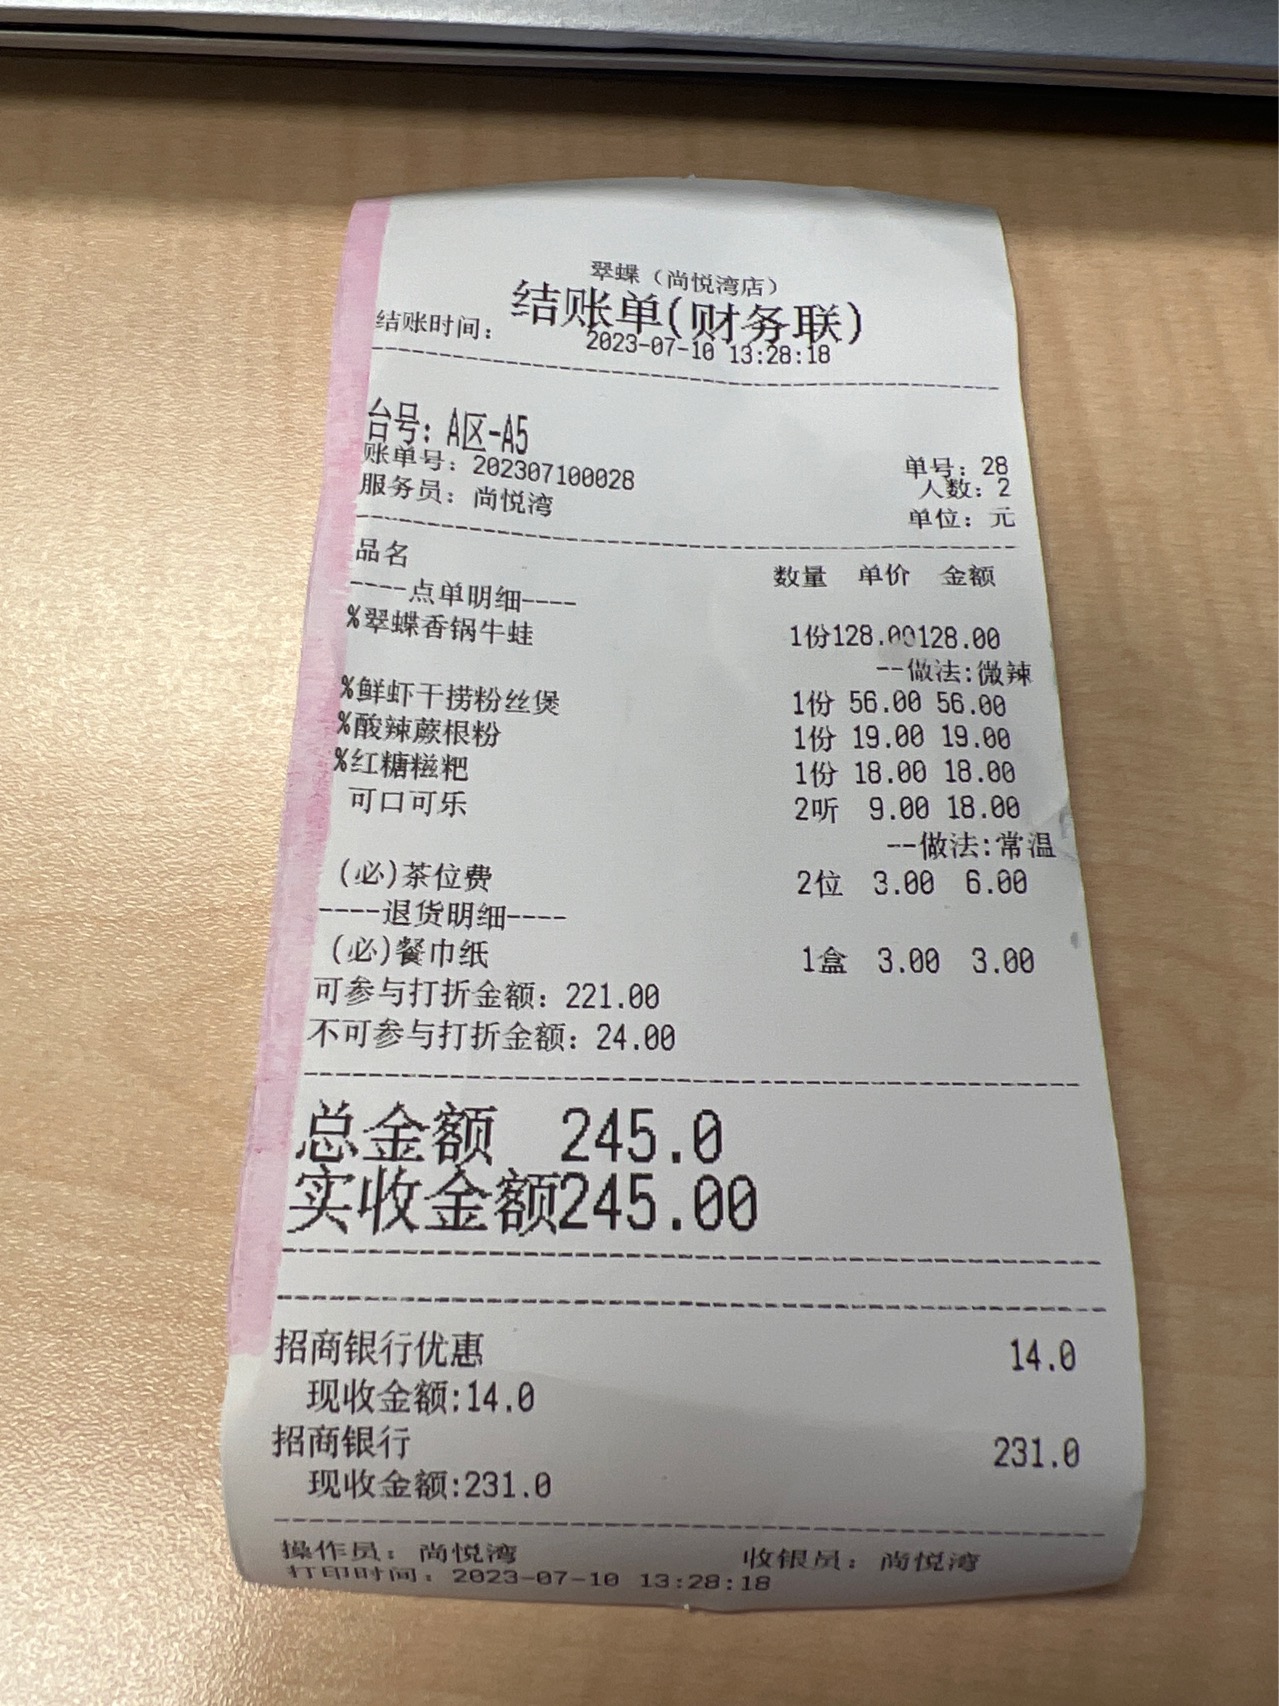 翠蝶（尚悦湾店）
结账单(财务联)
结账时间： 2023-07-10 13:28:18
台号：A区-A5
账单号：202307100028 单号：28
服务员：尚悦湾 人数：2
单位：元
品名 数量 单价 金额
----点单明细----
%翠蝶香锅牛蛙 1份128.00128.00
--做法:微辣
%鲜虾干捞粉丝煲 1份 56.00 56.00
%酸辣蕨根粉 1份 19.00 19.00
%红糖糍粑 1份 18.00 18.00
可口可乐 2听 9.00 18.00
--做法:常温
(必)茶位费 2位 3.00 6.00
----退货明细----
(必)餐巾纸 1盒 3.00 3.00
可参与打折金额：221.00
不可参与打折金额：24.00
总金额 245.0
实收金额245.00
招商银行优惠 14.0
现收金额:14.0
招商银行 231.0
现收金额:231.0
操作员：尚悦湾 收银员：尚悦湾
打印时间：2023-07-10 13:28:18